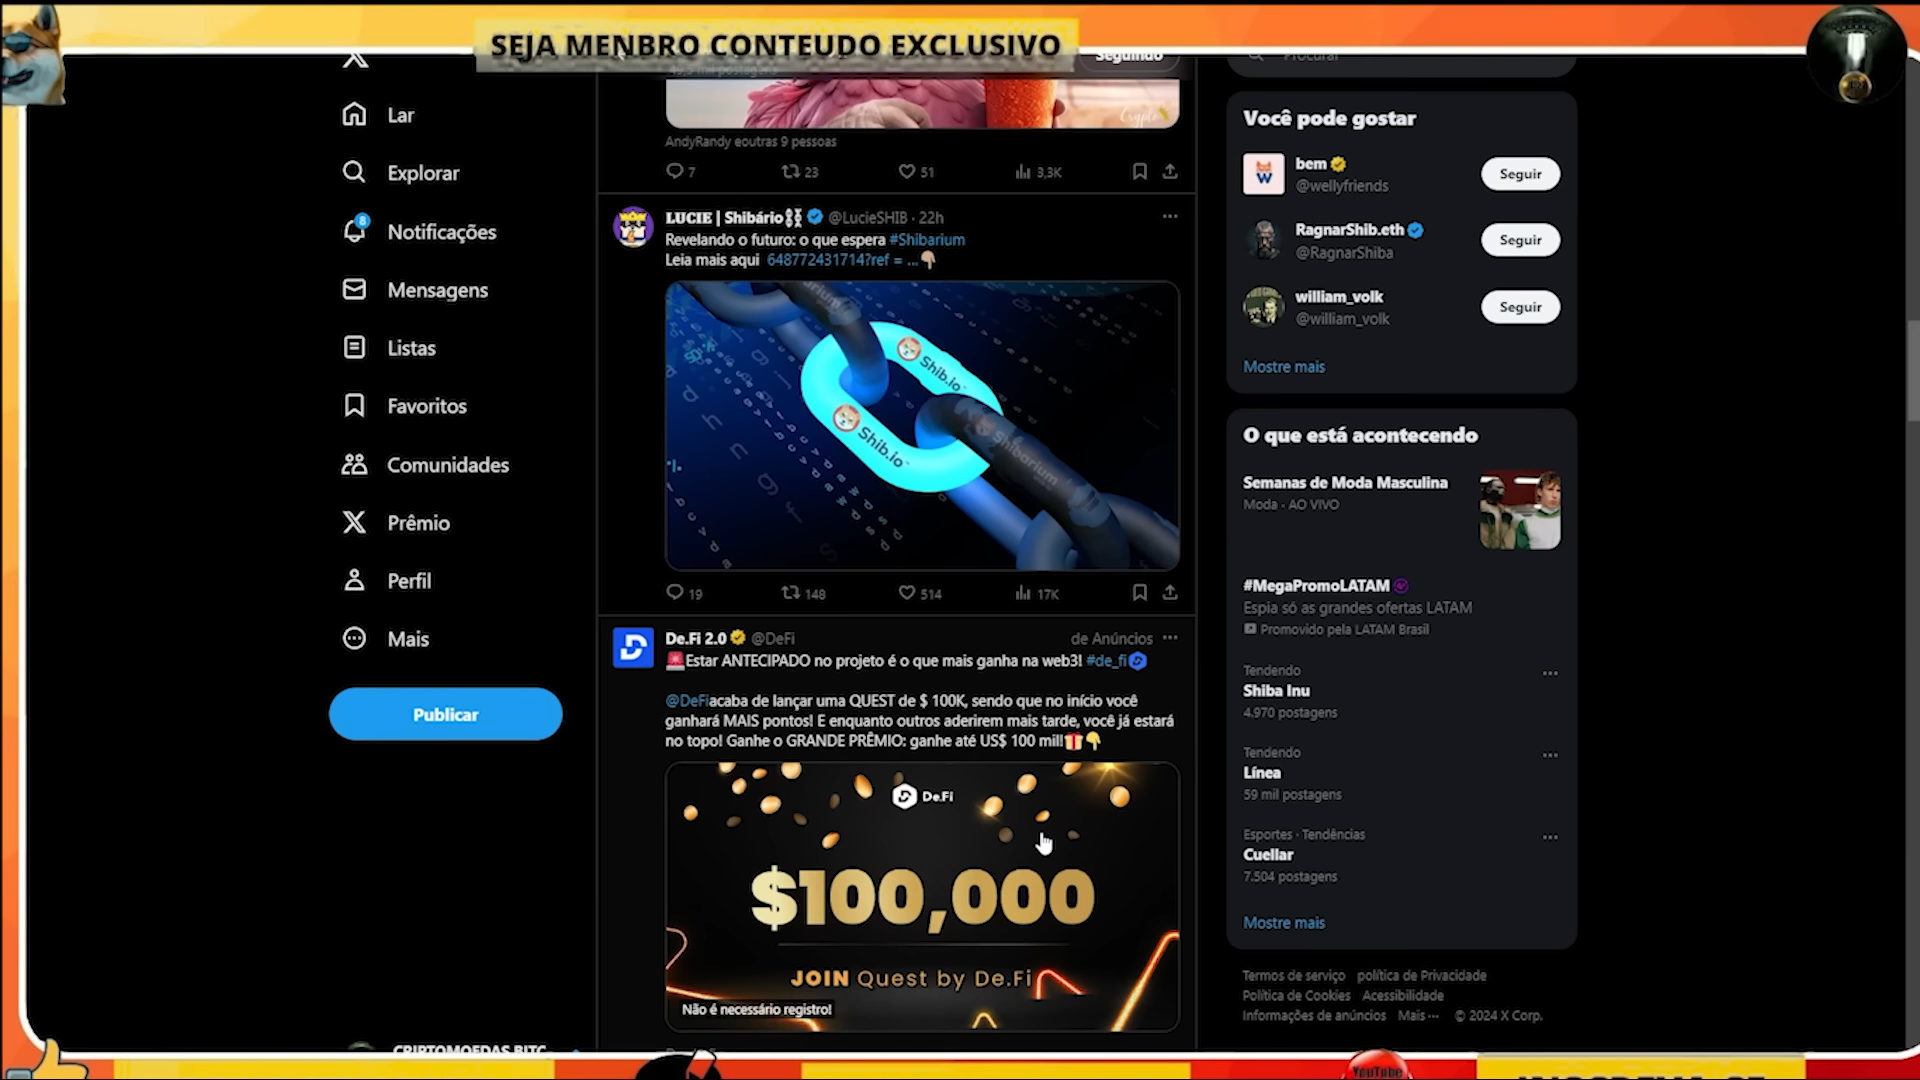 SEJA MENBRO CONTEUDO EXCLUSIVO
Lar
Explorar
8
Notificações
Mensagens
Listas
Favoritos
Comunidades
Prêmio
Perfil
Mais
Publicar
Seguindo
Crypto
AndyRandy eoutras 9 pessoas
7 23 51 3,3K
LUCIE | Shibário @LucieSHIB · 22h
Revelando o futuro: o que espera #Shibarium
Leia mais aqui 648772431714?ref = ...
Shib.io
Shib.io
Shibarium
19 148 514 17K
De.Fi 2.0 @DeFi de Anúncios
Estar ANTECIPADO no projeto é o que mais ganha na web3! #de_fi
@DeFiacaba de lançar uma QUEST de $ 100K, sendo que no início você
ganhará MAIS pontos! E enquanto outros aderirem mais tarde, você já estará
no topo! Ganhe o GRANDE PRÊMIO: ganhe até US$ 100 mil!
De.Fi
$100,000
JOIN Quest by De.Fi
Não é necessário registro!
Procurar
Você pode gostar
bem
@wellyfriends
Seguir
RagnarShib.eth
@RagnarShiba
Seguir
william_volk
@william_volk
Seguir
Mostre mais
O que está acontecendo
Semanas de Moda Masculina
Moda · AO VIVO
#MegaPromoLATAM
Espia só as grandes ofertas LATAM
Promovido pela LATAM Brasil
Tendendo
Shiba Inu
4.970 postagens
Tendendo
Línea
59 mil postagens
Esportes · Tendências
Cuellar
7.504 postagens
Mostre mais
Termos de serviço política de Privacidade
Política de Cookies Acessibilidade
Informações de anúncios Mais ··· © 2024 X Corp.
CRIPTOMOEDAS BITC
YouTube